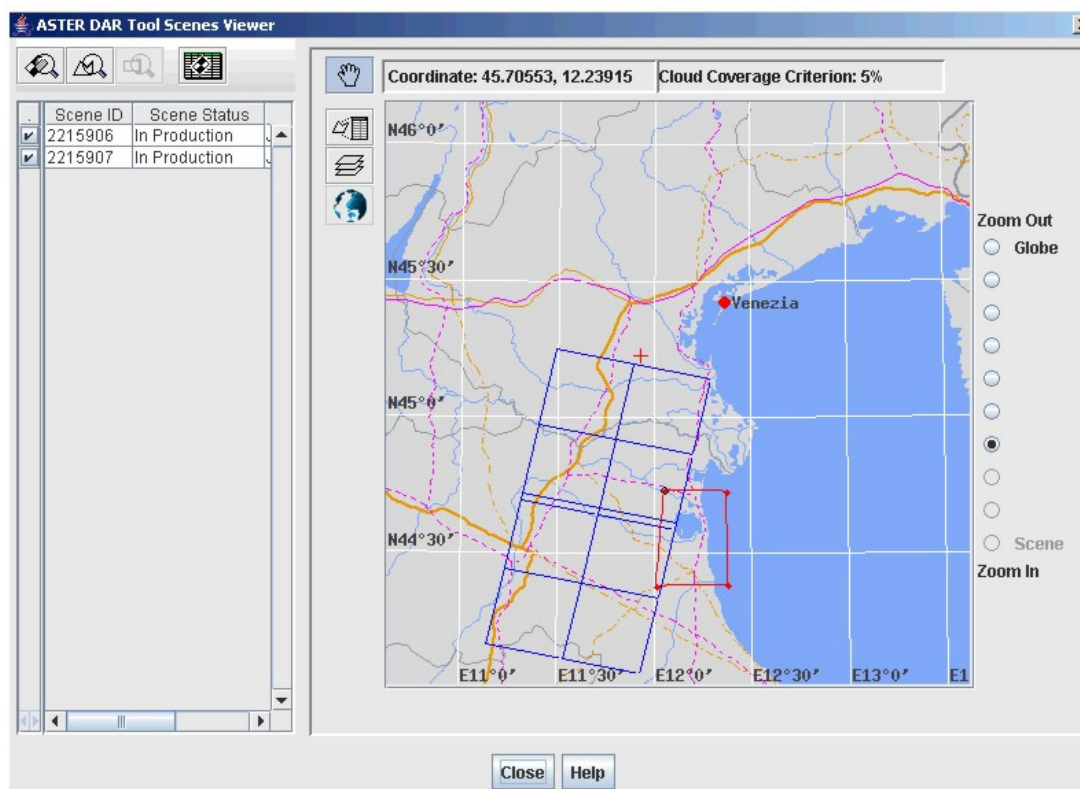 ASTER DAR Tool Scenes Viewer
Coordinate: 45.70553, 12.23915
Cloud Coverage Criterion: 5%
. Scene ID Scene Status
2215906 In Production
2215907 In Production
N46°0′
N45°30′
Venezia
N45°0′
N44°30′
E11°0′ E11°30′ E12°0′ E12°30′ E13°0′ E1
Zoom Out
Globe
Scene
Zoom In
Close Help